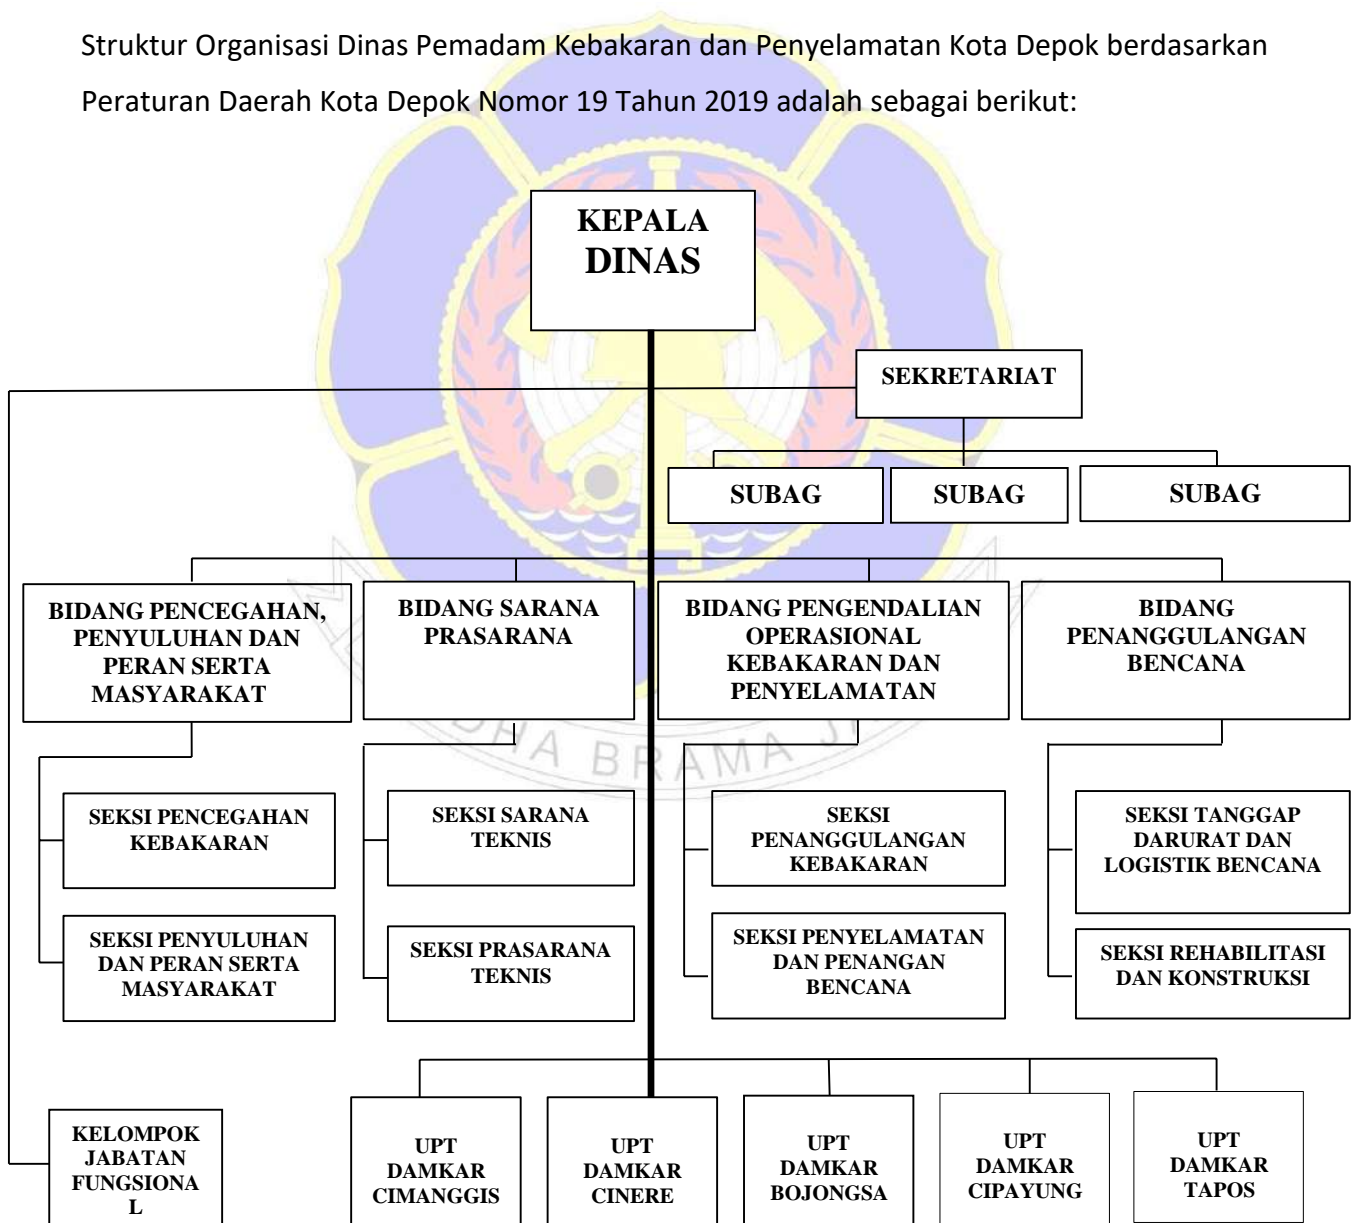 Struktur Organisasi Dinas Pemadam Kebakaran dan Penyelamatan Kota Depok berdasarkan
Peraturan Daerah Kota Depok Nomor 19 Tahun 2019 adalah sebagai berikut:
KEPALA
DINAS
SEKRETARIAT
SUBAG
SUBAG
SUBAG
BIDANG PENCEGAHAN,
PENYULUHAN DAN
PERAN SERTA
MASYARAKAT
BIDANG SARANA
PRASARANA
BIDANG PENGENDALIAN
OPERASIONAL
KEBAKARAN DAN
PENYELAMATAN
BIDANG
PENANGGULANGAN
BENCANA
DHA BRAMA
SEKSI PENCEGAHAN
KEBAKARAN
SEKSI PENYULUHAN
DAN PERAN SERTA
MASYARAKAT
SEKSI SARANA
TEKNIS
SEKSI PRASARANA
TEKNIS
SEKSI
PENANGGULANGAN
KEBAKARAN
SEKSI PENYELAMATAN
DAN PENANGAN
BENCANA
SEKSI TANGGAP
DARURAT DAN
LOGISTIK BENCANA
SEKSI REHABILITASI
DAN KONSTRUKSI
KELOMPOK
JABATAN
FUNGSIONA
L
UPT
DAMKAR
CIMANGGIS
UPT
DAMKAR
CINERE
UPT
DAMKAR
BOJONGSA
UPT
DAMKAR
CIPAYUNG
UPT
DAMKAR
TAPOS